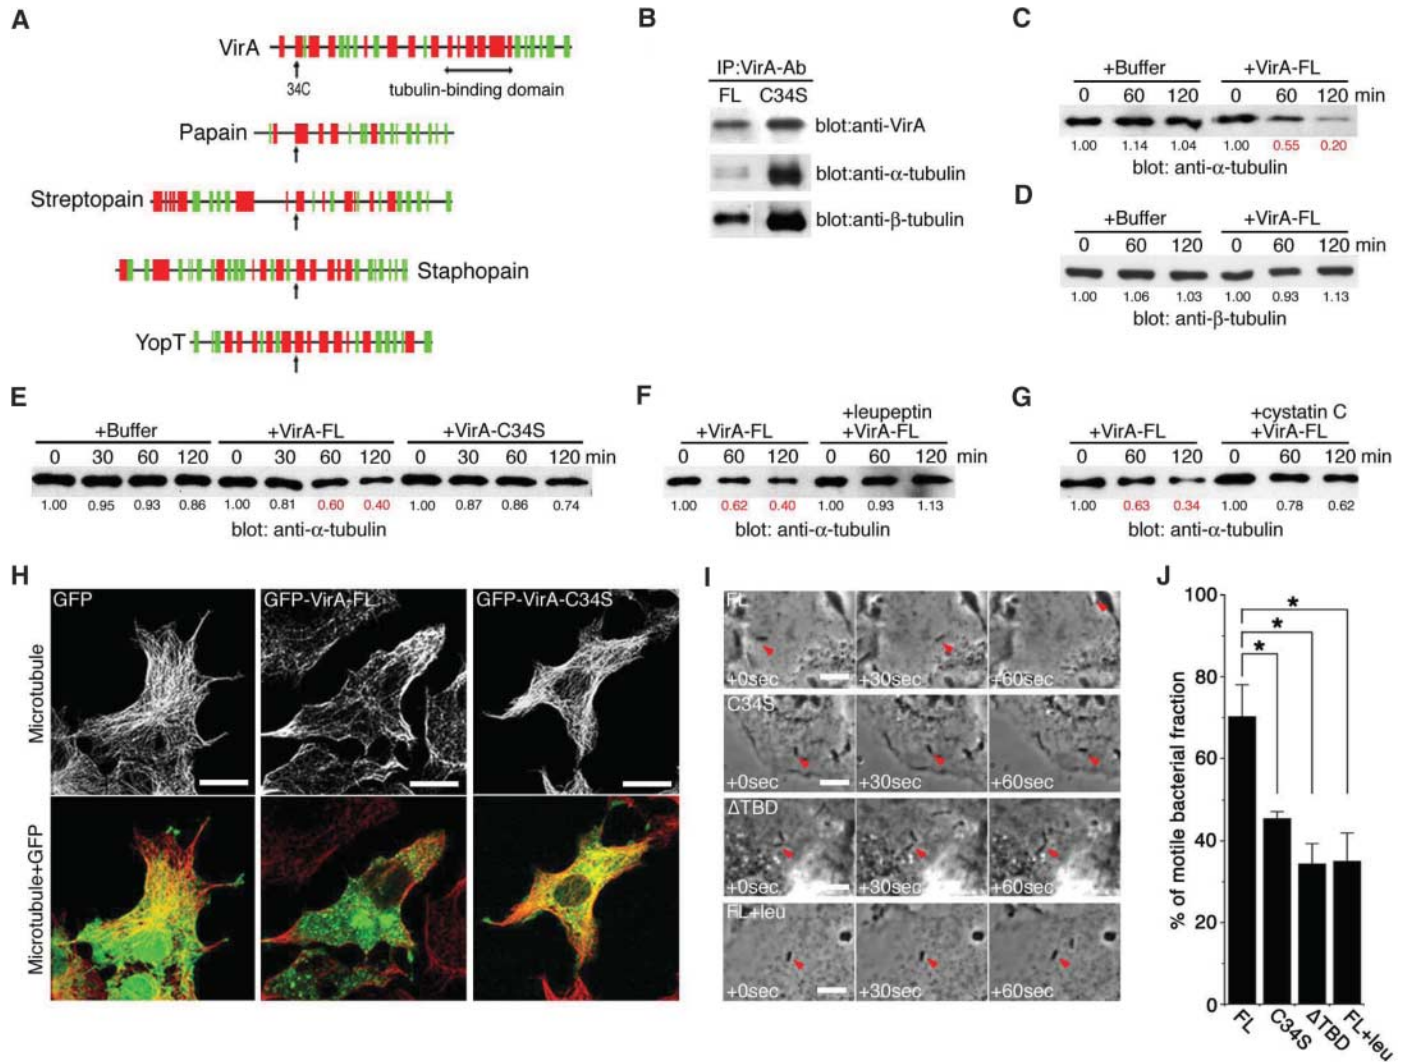 A
VirA
34C
tubulin-binding domain
Papain
Streptopain
Staphopain
YopT
B
IP:VirA-Ab
FL C34S
blot:anti-VirA
blot:anti-α-tubulin
blot:anti-β-tubulin
C
+Buffer +VirA-FL
0 60 120 0 60 120 min
1.00 1.14 1.04 1.00 0.55 0.20
blot: anti-α-tubulin
D
+Buffer +VirA-FL
0 60 120 0 60 120 min
1.00 1.06 1.03 1.00 0.93 1.13
blot: anti-β-tubulin
E
+Buffer +VirA-FL +VirA-C34S
0 30 60 120 0 30 60 120 0 30 60 120 min
1.00 0.95 0.93 0.86 1.00 0.81 0.60 0.40 1.00 0.87 0.86 0.74
blot: anti-α-tubulin
F
+leupeptin
+VirA-FL +VirA-FL
0 60 120 0 60 120 min
1.00 0.62 0.40 1.00 0.93 1.13
blot: anti-α-tubulin
G
+cystatin C
+VirA-FL +VirA-FL
0 60 120 0 60 120 min
1.00 0.63 0.34 1.00 0.78 0.62
blot: anti-α-tubulin
H
GFP GFP-VirA-FL GFP-VirA-C34S
Microtubule
Microtubule+GFP
I
FL
+0sec +30sec +60sec
C34S
+0sec +30sec +60sec
ΔTBD
+0sec +30sec +60sec
FL+leu
+0sec +30sec +60sec
J
% of motile bacterial fraction
100
80
60
40
20
0
* * *
FL C34S ΔTBD FL+leu